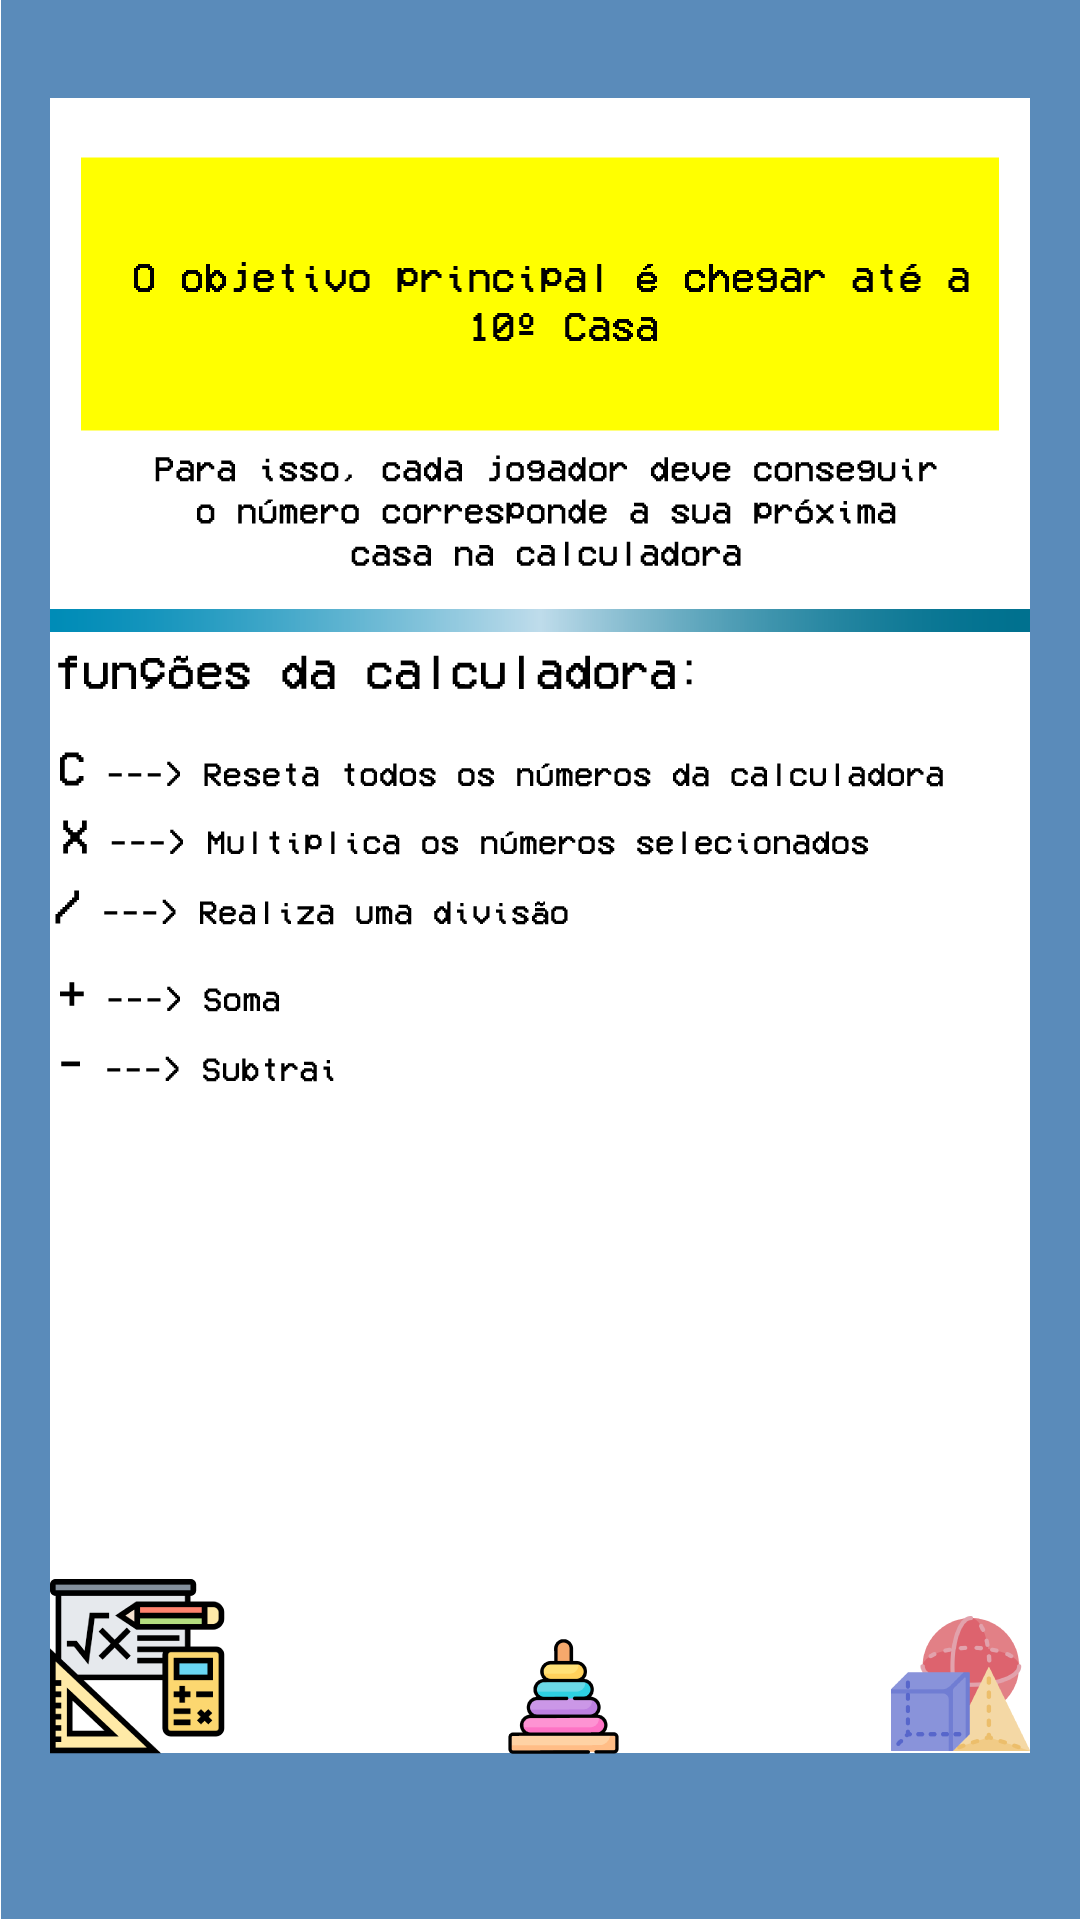 O objetivo principal é chegar até a
10º Casa
Para isso, cada jogador deve conseguir
o número corresponde a sua próxima
casa na calculadora
funções da calculadora:
C ---> Reseta todos os números da calculadora
X ---> Multiplica os números selecionados
/ ---> Realiza uma divisão
+ ---> Soma
- ---> Subtrai